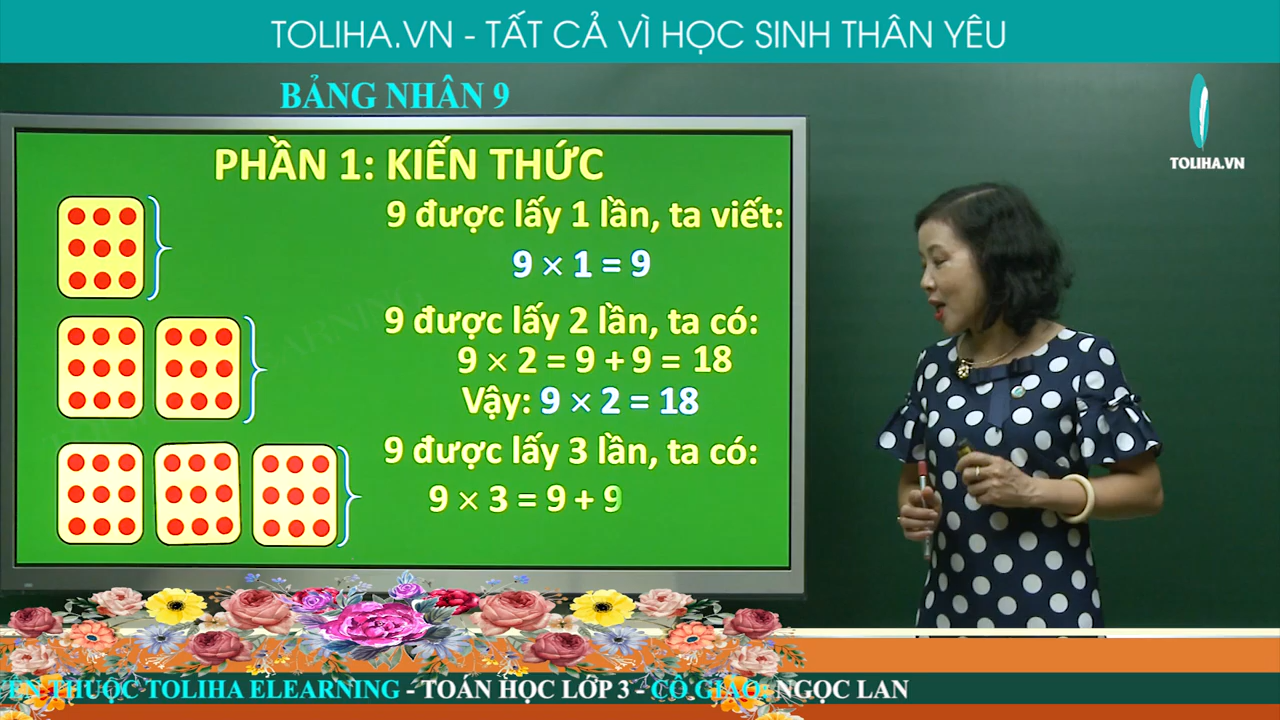 TOLIHA.VN - TẤT CẢ VÌ HỌC SINH THÂN YÊU
BẢNG NHÂN 9
TOLIHA.VN
PHẦN 1: KIẾN THỨC
9 được lấy 1 lần, ta viết:
9 × 1 = 9
9 được lấy 2 lần, ta có:
9 × 2 = 9 + 9 = 18
Vậy: 9 × 2 = 18
9 được lấy 3 lần, ta có:
9 × 3 = 9 + 9
THUỘC TOLIHA ELEARNING - TOÁN HỌC LỚP 3 - CÔ GIÁO: NGỌC LAN